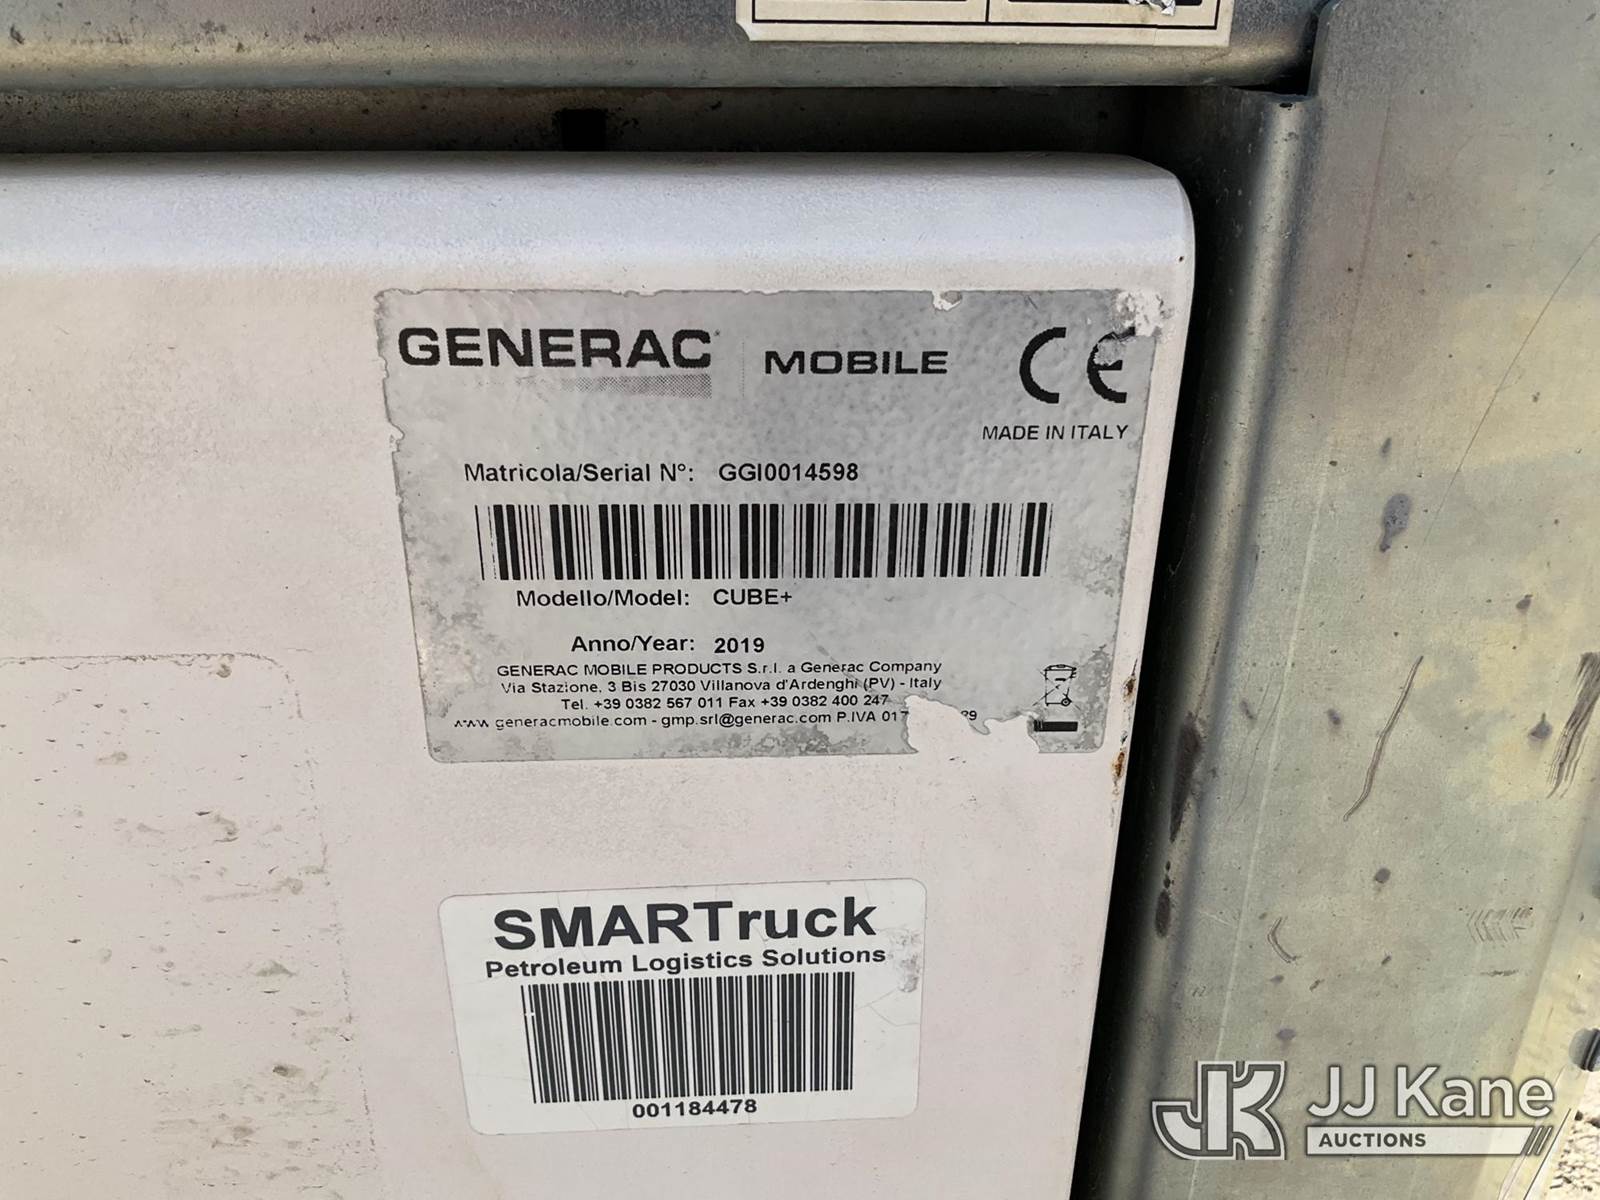 GENERAC MOBILE CE
MADE IN ITALY
Matricola/Serial N°: GGI0014598
Modello/Model: CUBE+
Anno/Year: 2019
GENERAC MOBILE PRODUCTS S.r.l. a Generac Company
Via Stazione, 3 Bis 27030 Villanova d'Ardenghi (PV) - Italy
Tel. +39 0382 567 011 Fax +39 0382 400 247
www.generacmobile.com - gmp.srl@generac.com P.IVA
SMARTruck
Petroleum Logistics Solutions
001184478
JK JJ Kane
AUCTIONS